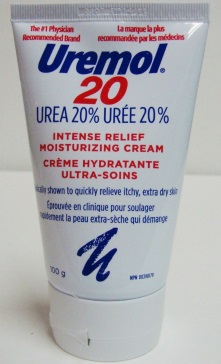 The #1 Physician
Recommended Brand
La marque la plus
recommandée par les médecins
Uremol®
20
UREA 20% URÉE 20%
INTENSE RELIEF
MOISTURIZING CREAM
CRÈME HYDRATANTE
ULTRA-SOINS
shown to quickly relieve itchy, extra dry skin
Éprouvée en clinique pour soulager
rapidement la peau extra-sèche qui démange
100 g
NPN